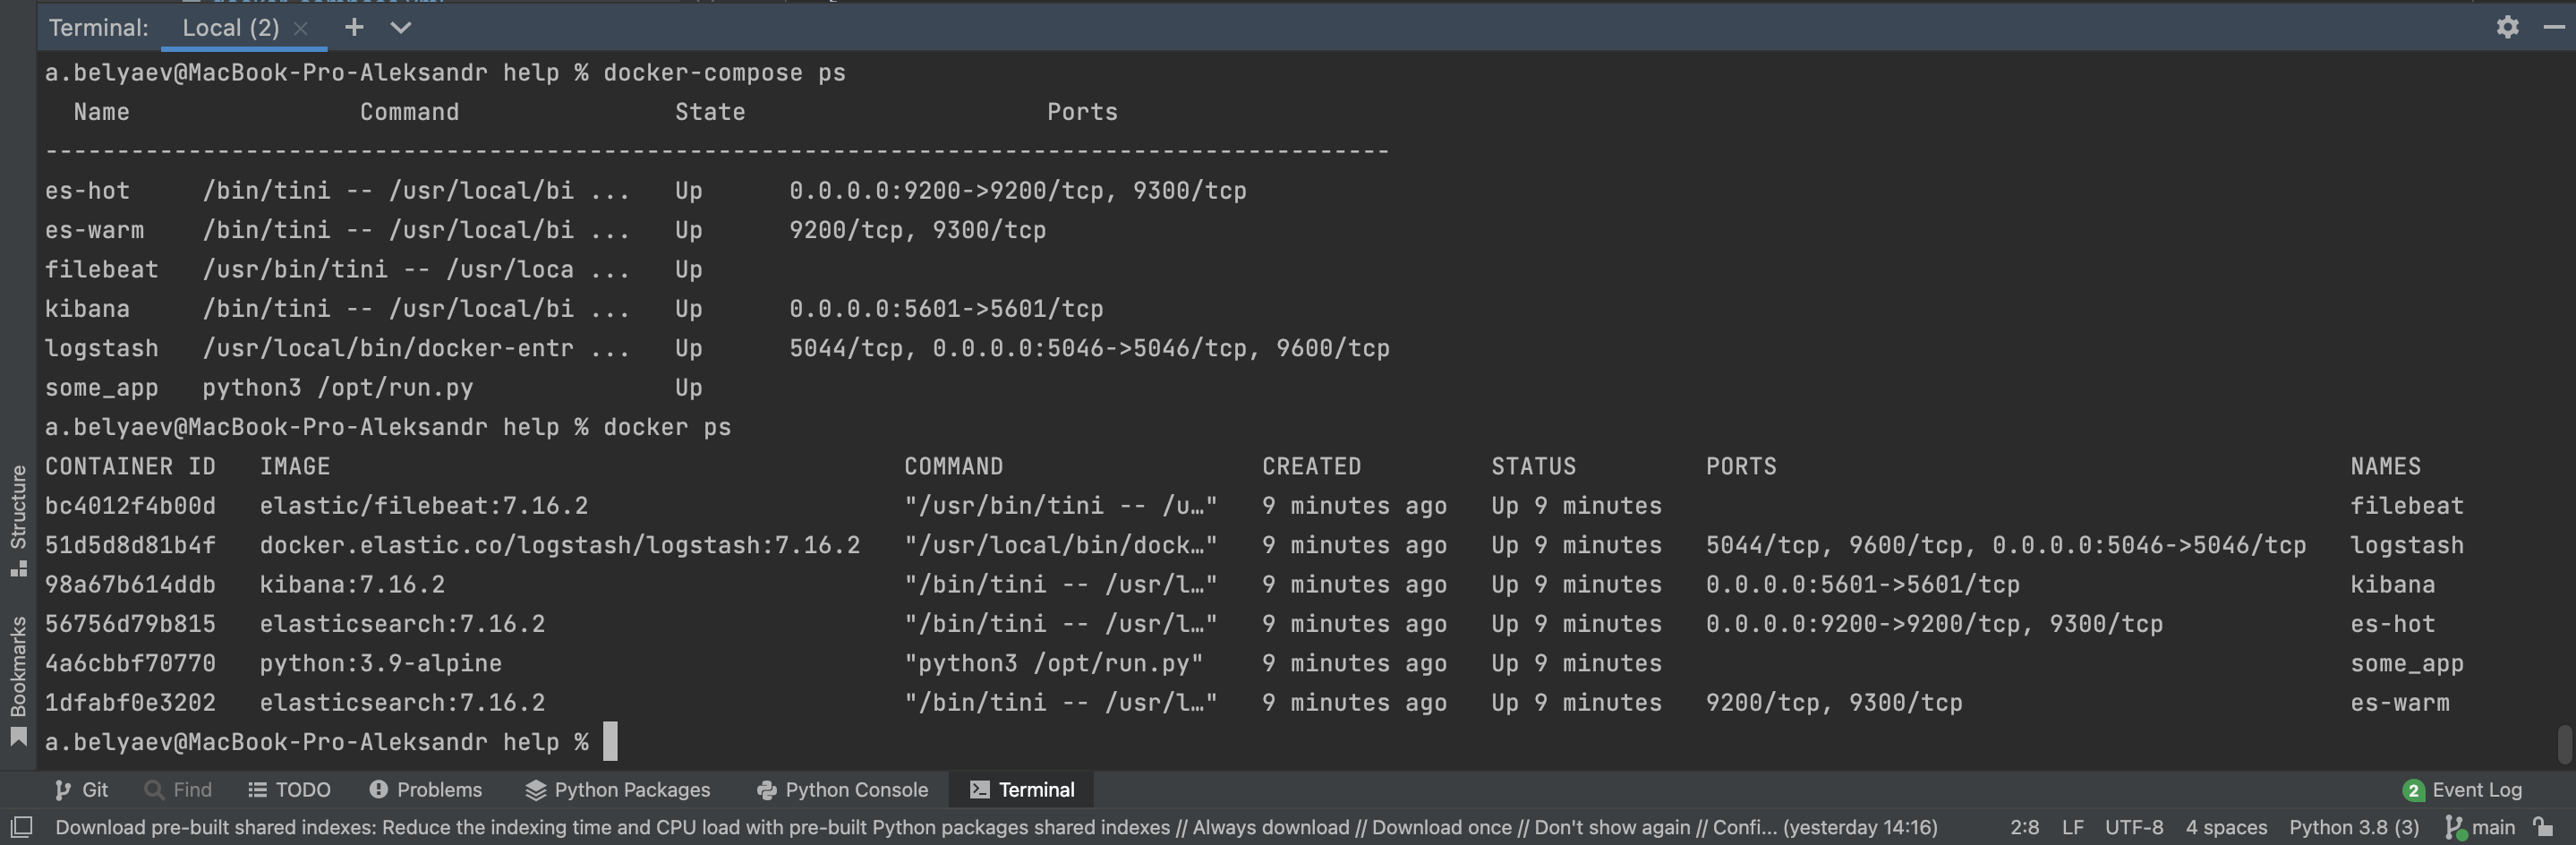 Terminal: Local (2)
a.belyaev@MacBook-Pro-Aleksandr help % docker-compose ps
Name Command State Ports
----------------------------------------------------------------------------------------------
es-hot /bin/tini -- /usr/local/bi ... Up 0.0.0.0:9200->9200/tcp, 9300/tcp
es-warm /bin/tini -- /usr/local/bi ... Up 9200/tcp, 9300/tcp
filebeat /usr/bin/tini -- /usr/loca ... Up
kibana /bin/tini -- /usr/local/bi ... Up 0.0.0.0:5601->5601/tcp
logstash /usr/local/bin/docker-entr ... Up 5044/tcp, 0.0.0.0:5046->5046/tcp, 9600/tcp
some_app python3 /opt/run.py Up
a.belyaev@MacBook-Pro-Aleksandr help % docker ps
CONTAINER ID IMAGE COMMAND CREATED STATUS PORTS NAMES
bc4012f4b00d elastic/filebeat:7.16.2 "/usr/bin/tini -- /u…" 9 minutes ago Up 9 minutes filebeat
51d5d8d81b4f docker.elastic.co/logstash/logstash:7.16.2 "/usr/local/bin/dock…" 9 minutes ago Up 9 minutes 5044/tcp, 9600/tcp, 0.0.0.0:5046->5046/tcp logstash
98a67b614ddb kibana:7.16.2 "/bin/tini -- /usr/l…" 9 minutes ago Up 9 minutes 0.0.0.0:5601->5601/tcp kibana
56756d79b815 elasticsearch:7.16.2 "/bin/tini -- /usr/l…" 9 minutes ago Up 9 minutes 0.0.0.0:9200->9200/tcp, 9300/tcp es-hot
4a6cbbf70770 python:3.9-alpine "python3 /opt/run.py" 9 minutes ago Up 9 minutes some_app
1dfabf0e3202 elasticsearch:7.16.2 "/bin/tini -- /usr/l…" 9 minutes ago Up 9 minutes 9200/tcp, 9300/tcp es-warm
a.belyaev@MacBook-Pro-Aleksandr help %
Structure
Bookmarks
Git Find TODO Problems Python Packages Python Console Terminal 2 Event Log
Download pre-built shared indexes: Reduce the indexing time and CPU load with pre-built Python packages shared indexes // Always download // Download once // Don't show again // Confi... (yesterday 14:16) 2:8 LF UTF-8 4 spaces Python 3.8 (3) main